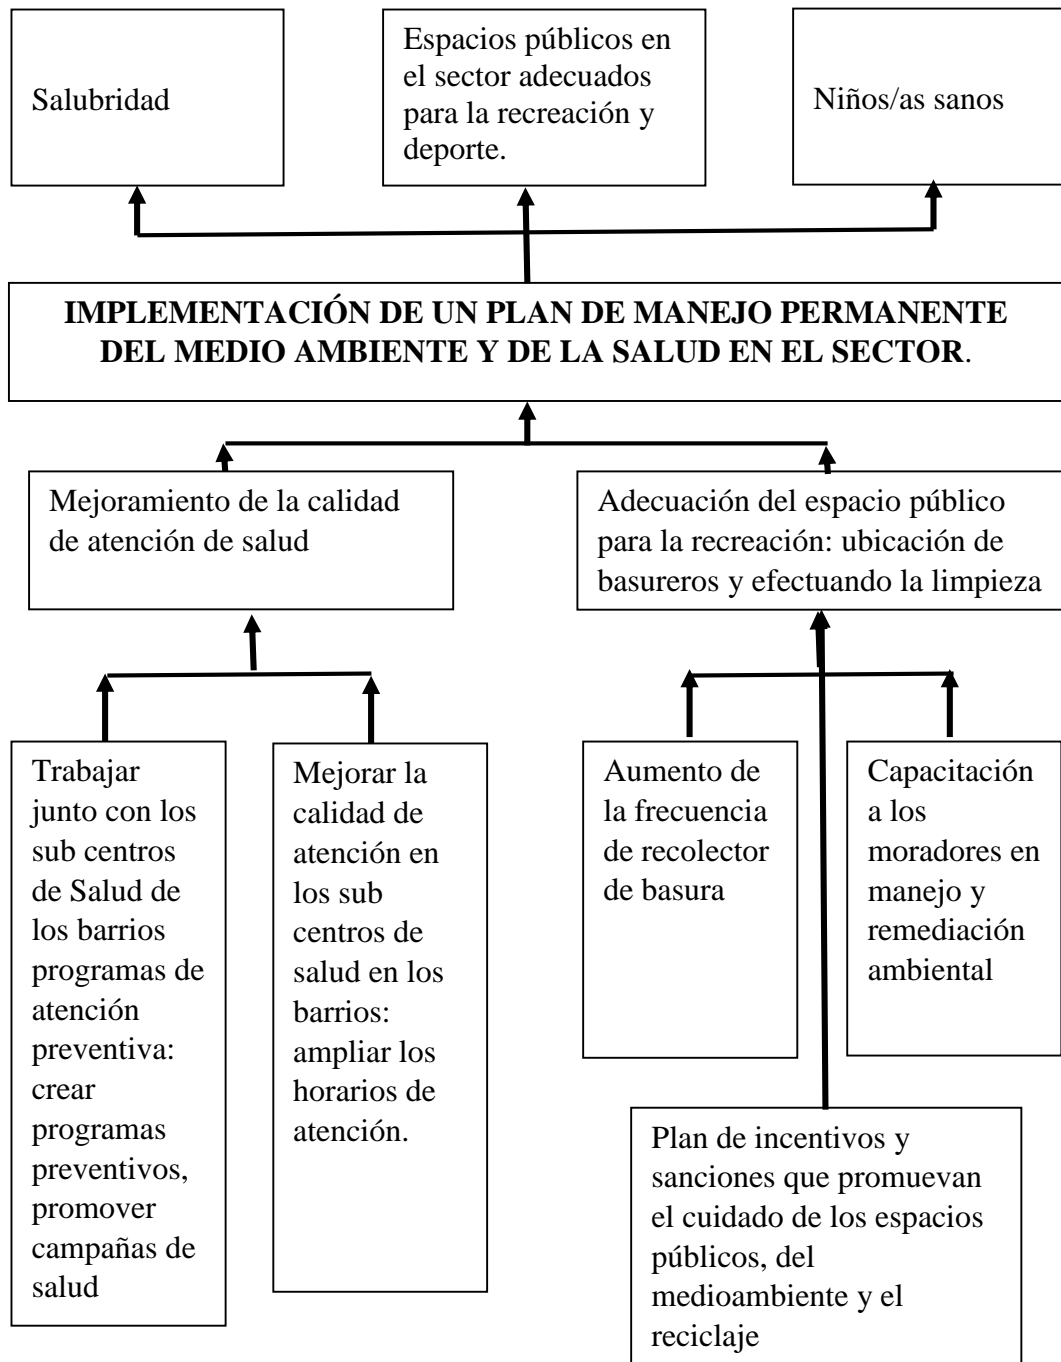 Salubridad
Espacios públicos en
el sector adecuados
para la recreación y
deporte.
Niños/as sanos
IMPLEMENTACIÓN DE UN PLAN DE MANEJO PERMANENTE
DEL MEDIO AMBIENTE Y DE LA SALUD EN EL SECTOR.
Mejoramiento de la calidad
de atención de salud
Adecuación del espacio público
para la recreación: ubicación de
basureros y efectuando la limpieza
Trabajar
junto con los
sub centros
de Salud de
los barrios
programas de
atención
preventiva:
crear
programas
preventivos,
promover
campañas de
salud
Mejorar la
calidad de
atención en
los sub
centros de
salud en los
barrios:
ampliar los
horarios de
atención.
Aumento de
la frecuencia
de recolector
de basura
Capacitación
a los
moradores en
manejo y
remediación
ambiental
Plan de incentivos y
sanciones que promuevan
el cuidado de los espacios
públicos, del
medioambiente y el
reciclaje